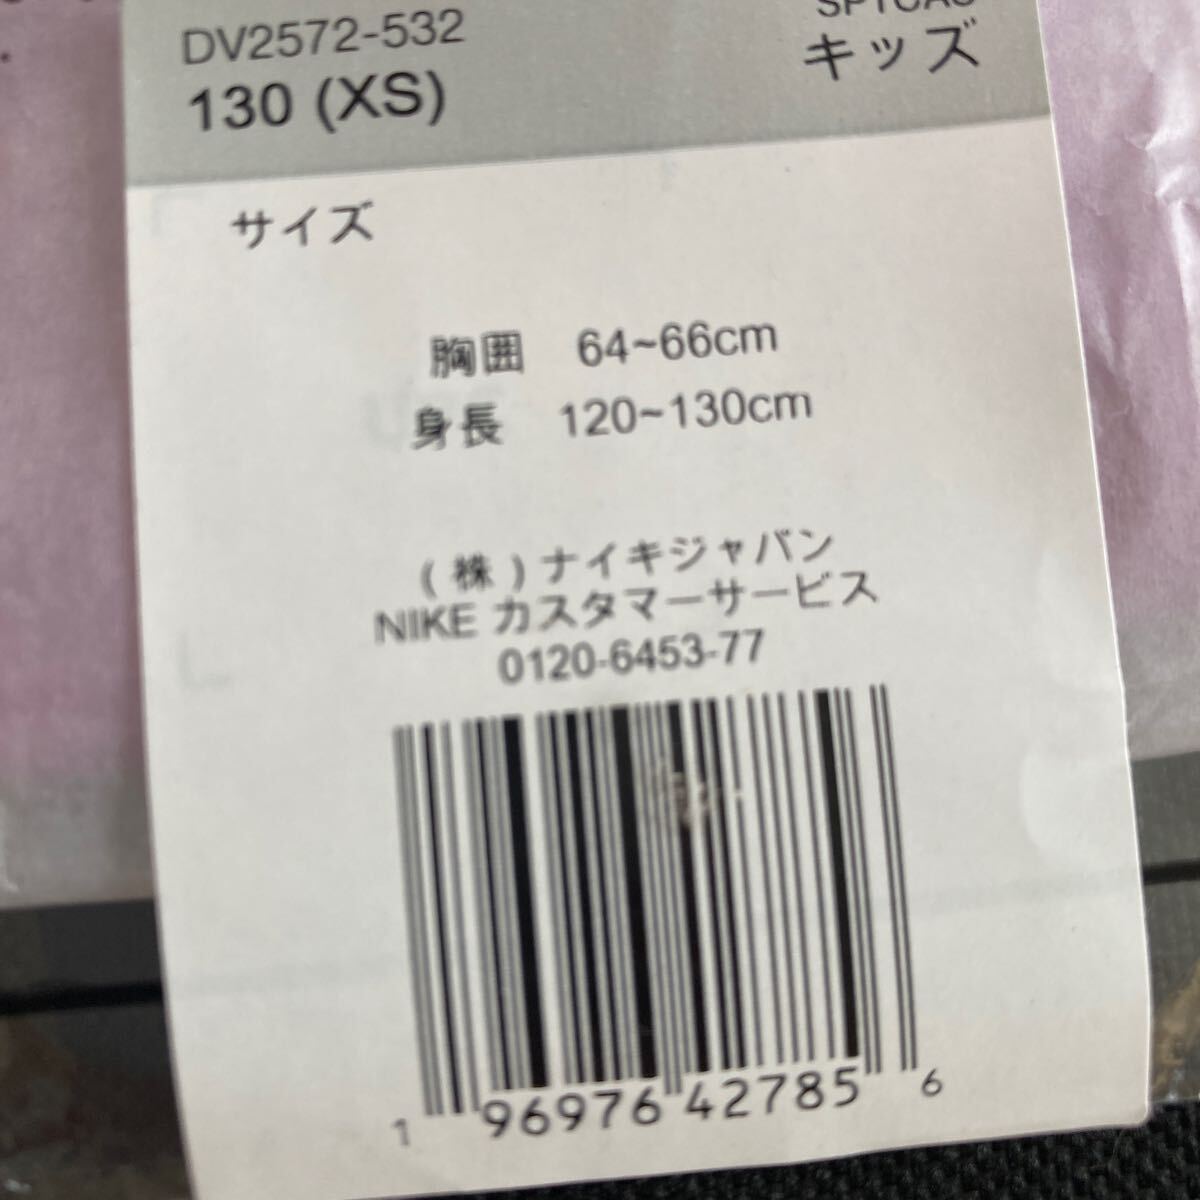 DV2572-532
キッズ
130 (XS)
サイズ
胸囲 64~66cm
身長 120~130cm
(株)ナイキジャパン
NIKE カスタマーサービス
0120-6453-77
1 96976 42785 6